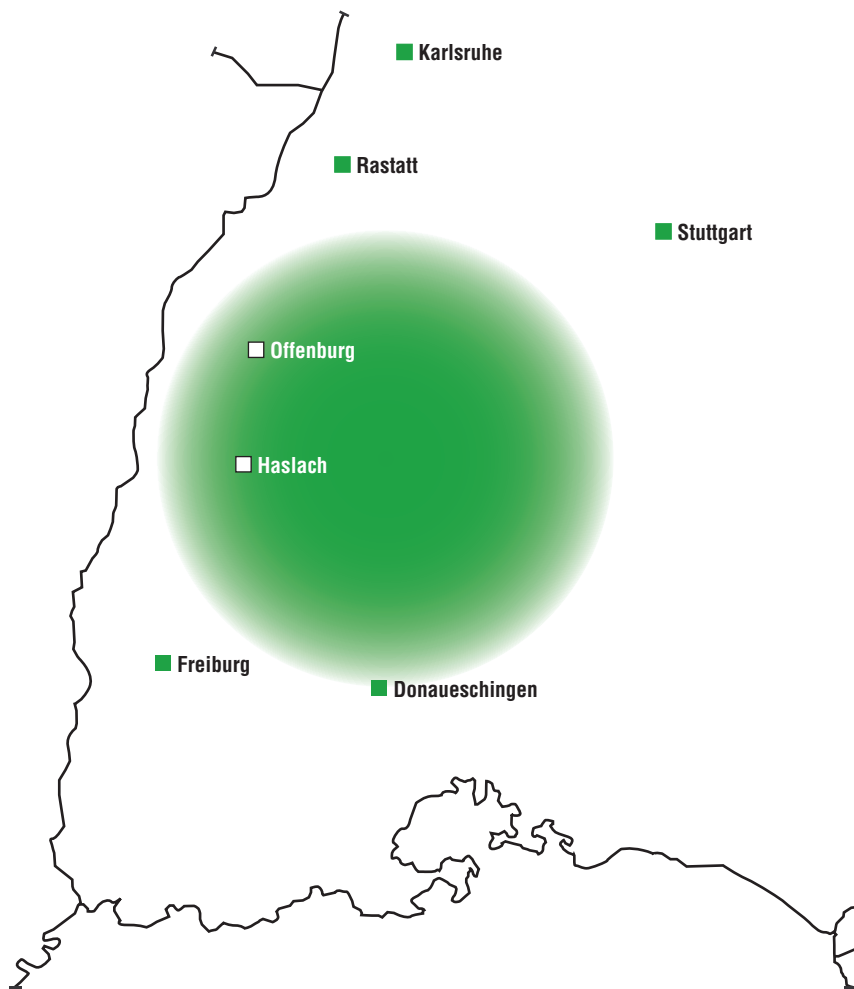 Karlsruhe
Rastatt
Stuttgart
Offenburg
Haslach
Freiburg
Donaueschingen